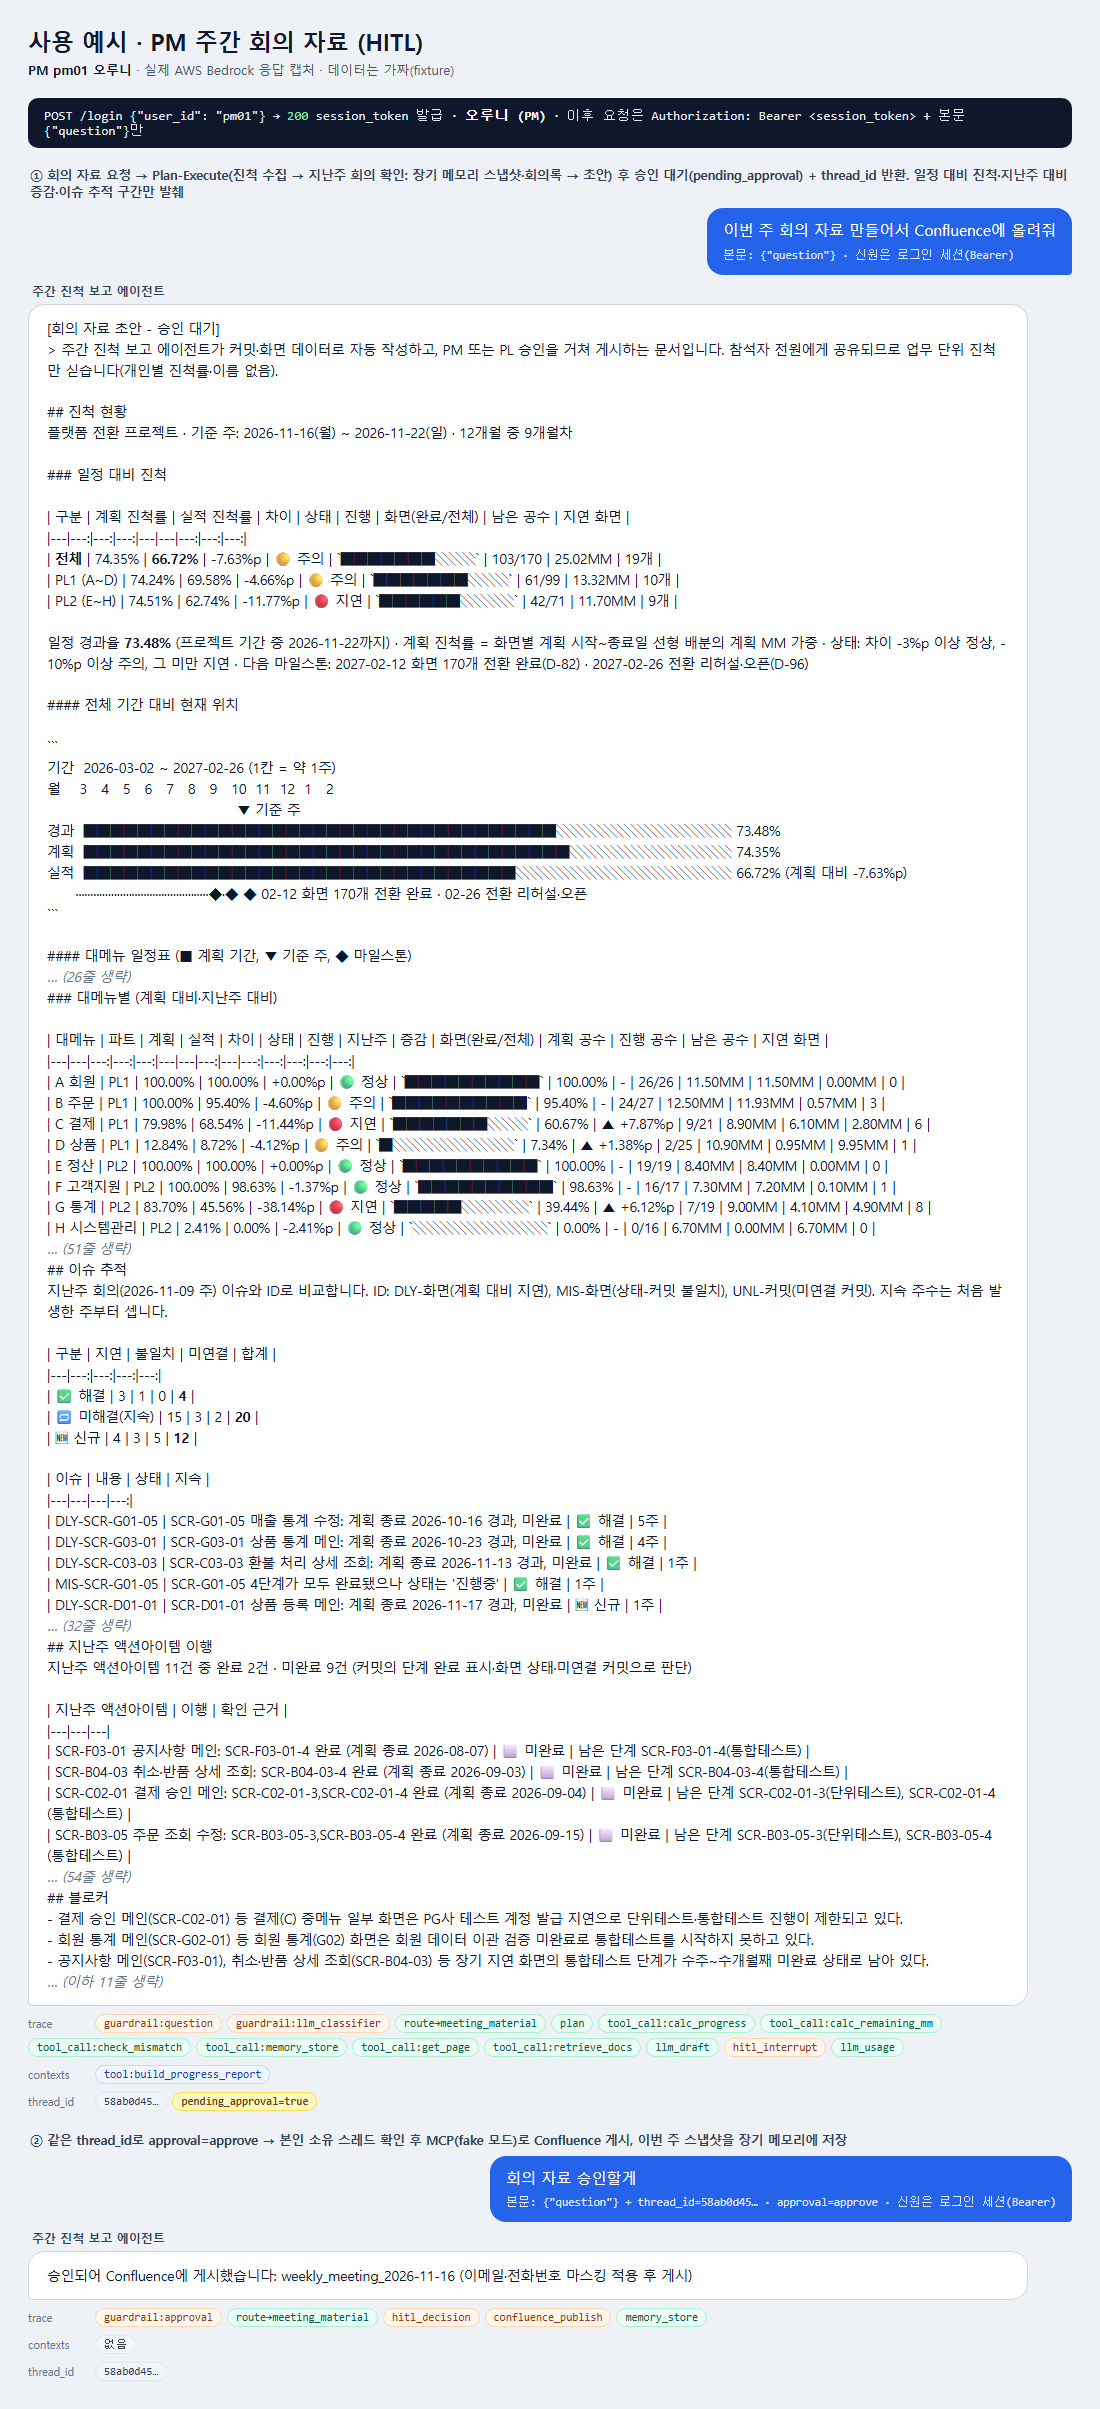 사용 예시 · PM 주간 회의 자료 (HITL)
PM pm01 오루니 · 실제 AWS Bedrock 응답 캡처 · 데이터는 가짜(fixture)
POST /login {"user_id": "pm01"} → 200 session_token 발급 · 오루니 (PM) · 이후 요청은 Authorization: Bearer <session_token> + 본문
{"question"}만
① 회의 자료 요청 → Plan-Execute(진척 수집 → 지난주 회의 확인: 장기 메모리 스냅샷·회의록 → 초안) 후 승인 대기(pending_approval) + thread_id 반환. 일정 대비 진척·지난주 대비
증감·이슈 추적 구간만 발췌
이번 주 회의 자료 만들어서 Confluence에 올려줘
본문: {"question"} · 신원은 로그인 세션(Bearer)
주간 진척 보고 에이전트
[회의 자료 초안 - 승인 대기]
> 주간 진척 보고 에이전트가 커밋·화면 데이터로 자동 작성하고, PM 또는 PL 승인을 거쳐 게시하는 문서입니다. 참석자 전원에게 공유되므로 업무 단위 진척
만 싣습니다(개인별 진척률·이름 없음).
## 진척 현황
플랫폼 전환 프로젝트 · 기준 주: 2026-11-16(월) ~ 2026-11-22(일) · 12개월 중 9개월차
### 일정 대비 진척
| 구분 | 계획 진척률 | 실적 진척률 | 차이 | 상태 | 진행 | 화면(완료/전체) | 남은 공수 | 지연 화면 |
|---|---:|---:|---:|---|---|---:|---:|---:|
| 전체 | 74.35% | 66.72% | -7.63%p | 🟡 주의 | `███████░░░` | 103/170 | 25.02MM | 19개 |
| PL1 (A~D) | 74.24% | 69.58% | -4.66%p | 🟡 주의 | `███████░░░` | 61/99 | 13.32MM | 10개 |
| PL2 (E~H) | 74.51% | 62.74% | -11.77%p | 🔴 지연 | `██████░░░░` | 42/71 | 11.70MM | 9개 |
일정 경과율 73.48% (프로젝트 기간 중 2026-11-22까지) · 계획 진척률 = 화면별 계획 시작~종료일 선형 배분의 계획 MM 가중 · 상태: 차이 -3%p 이상 정상, -
10%p 이상 주의, 그 미만 지연 · 다음 마일스톤: 2027-02-12 화면 170개 전환 완료(D-82) · 2027-02-26 전환 리허설·오픈(D-96)
#### 전체 기간 대비 현재 위치
```
기간 2026-03-02 ~ 2027-02-26 (1칸 = 약 1주)
월 3 4 5 6 7 8 9 10 11 12 1 2
▼ 기준 주
경과 ███████████████████████████████████░░░░░░░░░░░░░ 73.48%
계획 ████████████████████████████████████░░░░░░░░░░░░ 74.35%
실적 ████████████████████████████████░░░░░░░░░░░░░░░░ 66.72% (계획 대비 -7.63%p)
·············································◆·◆ ◆ 02-12 화면 170개 전환 완료 · 02-26 전환 리허설·오픈
```
#### 대메뉴 일정표 (■ 계획 기간, ▼ 기준 주, ◆ 마일스톤)
... (26줄 생략)
### 대메뉴별 (계획 대비·지난주 대비)
| 대메뉴 | 파트 | 계획 | 실적 | 차이 | 상태 | 진행 | 지난주 | 증감 | 화면(완료/전체) | 계획 공수 | 진행 공수 | 남은 공수 | 지연 화면 |
|---|---|---:|---:|---:|---|---|---:|---|---:|---:|---:|---:|---:|
| A 회원 | PL1 | 100.00% | 100.00% | +0.00%p | 🟢 정상 | `██████████` | 100.00% | - | 26/26 | 11.50MM | 11.50MM | 0.00MM | 0 |
| B 주문 | PL1 | 100.00% | 95.40% | -4.60%p | 🟡 주의 | `██████████` | 95.40% | - | 24/27 | 12.50MM | 11.93MM | 0.57MM | 3 |
| C 결제 | PL1 | 79.98% | 68.54% | -11.44%p | 🔴 지연 | `███████░░░` | 60.67% | ▲ +7.87%p | 9/21 | 8.90MM | 6.10MM | 2.80MM | 6 |
| D 상품 | PL1 | 12.84% | 8.72% | -4.12%p | 🟡 주의 | `█░░░░░░░░░` | 7.34% | ▲ +1.38%p | 2/25 | 10.90MM | 0.95MM | 9.95MM | 1 |
| E 정산 | PL2 | 100.00% | 100.00% | +0.00%p | 🟢 정상 | `██████████` | 100.00% | - | 19/19 | 8.40MM | 8.40MM | 0.00MM | 0 |
| F 고객지원 | PL2 | 100.00% | 98.63% | -1.37%p | 🟢 정상 | `██████████` | 98.63% | - | 16/17 | 7.30MM | 7.20MM | 0.10MM | 1 |
| G 통계 | PL2 | 83.70% | 45.56% | -38.14%p | 🔴 지연 | `█████░░░░░` | 39.44% | ▲ +6.12%p | 7/19 | 9.00MM | 4.10MM | 4.90MM | 8 |
| H 시스템관리 | PL2 | 2.41% | 0.00% | -2.41%p | 🟢 정상 | `░░░░░░░░░░` | 0.00% | - | 0/16 | 6.70MM | 0.00MM | 6.70MM | 0 |
... (51줄 생략)
## 이슈 추적
지난주 회의(2026-11-09 주) 이슈와 ID로 비교합니다. ID: DLY-화면(계획 대비 지연), MIS-화면(상태-커밋 불일치), UNL-커밋(미연결 커밋). 지속 주수는 처음 발
생한 주부터 셉니다.
| 구분 | 지연 | 불일치 | 미연결 | 합계 |
|---|---:|---:|---:|---:|
| ✅ 해결 | 3 | 1 | 0 | 4 |
| 🔁 미해결(지속) | 15 | 3 | 2 | 20 |
| 🆕 신규 | 4 | 3 | 5 | 12 |
| 이슈 | 내용 | 상태 | 지속 |
|---|---|---|---:|
| DLY-SCR-G01-05 | SCR-G01-05 매출 통계 수정: 계획 종료 2026-10-16 경과, 미완료 | ✅ 해결 | 5주 |
| DLY-SCR-G03-01 | SCR-G03-01 상품 통계 메인: 계획 종료 2026-10-23 경과, 미완료 | ✅ 해결 | 4주 |
| DLY-SCR-C03-03 | SCR-C03-03 환불 처리 상세 조회: 계획 종료 2026-11-13 경과, 미완료 | ✅ 해결 | 1주 |
| MIS-SCR-G01-05 | SCR-G01-05 4단계가 모두 완료됐으나 상태는 '진행중' | ✅ 해결 | 1주 |
| DLY-SCR-D01-01 | SCR-D01-01 상품 등록 메인: 계획 종료 2026-11-17 경과, 미완료 | 🆕 신규 | 1주 |
... (32줄 생략)
## 지난주 액션아이템 이행
지난주 액션아이템 11건 중 완료 2건 · 미완료 9건 (커밋의 단계 완료 표시·화면 상태·미연결 커밋으로 판단)
| 지난주 액션아이템 | 이행 | 확인 근거 |
|---|---|---|
| SCR-F03-01 공지사항 메인: SCR-F03-01-4 완료 (계획 종료 2026-08-07) | ⬜ 미완료 | 남은 단계 SCR-F03-01-4(통합테스트) |
| SCR-B04-03 취소·반품 상세 조회: SCR-B04-03-4 완료 (계획 종료 2026-09-03) | ⬜ 미완료 | 남은 단계 SCR-B04-03-4(통합테스트) |
| SCR-C02-01 결제 승인 메인: SCR-C02-01-3,SCR-C02-01-4 완료 (계획 종료 2026-09-04) | ⬜ 미완료 | 남은 단계 SCR-C02-01-3(단위테스트), SCR-C02-01-4
(통합테스트) |
| SCR-B03-05 주문 조회 수정: SCR-B03-05-3,SCR-B03-05-4 완료 (계획 종료 2026-09-15) | ⬜ 미완료 | 남은 단계 SCR-B03-05-3(단위테스트), SCR-B03-05-4
(통합테스트) |
... (54줄 생략)
## 블로커
- 결제 승인 메인(SCR-C02-01) 등 결제(C) 중메뉴 일부 화면은 PG사 테스트 계정 발급 지연으로 단위테스트·통합테스트 진행이 제한되고 있다.
- 회원 통계 메인(SCR-G02-01) 등 회원 통계(G02) 화면은 회원 데이터 이관 검증 미완료로 통합테스트를 시작하지 못하고 있다.
- 공지사항 메인(SCR-F03-01), 취소·반품 상세 조회(SCR-B04-03) 등 장기 지연 화면의 통합테스트 단계가 수주~수개월째 미완료 상태로 남아 있다.
... (이하 11줄 생략)
trace guardrail:question guardrail:llm_classifier route→meeting_material plan tool_call:calc_progress tool_call:calc_remaining_mm
tool_call:check_mismatch tool_call:memory_store tool_call:get_page tool_call:retrieve_docs llm_draft hitl_interrupt llm_usage
contexts tool:build_progress_report
thread_id 58ab0d45… pending_approval=true
② 같은 thread_id로 approval=approve → 본인 소유 스레드 확인 후 MCP(fake 모드)로 Confluence 게시, 이번 주 스냅샷을 장기 메모리에 저장
회의 자료 승인할게
본문: {"question"} + thread_id=58ab0d45… · approval=approve · 신원은 로그인 세션(Bearer)
주간 진척 보고 에이전트
승인되어 Confluence에 게시했습니다: weekly_meeting_2026-11-16 (이메일·전화번호 마스킹 적용 후 게시)
trace guardrail:approval route→meeting_material hitl_decision confluence_publish memory_store
contexts 없음
thread_id 58ab0d45…